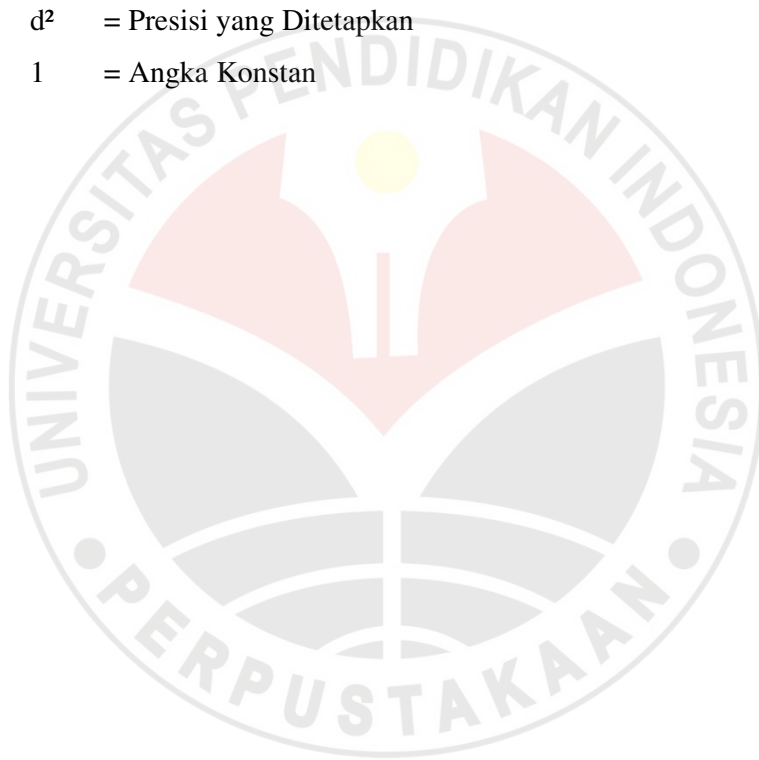 d² = Presisi yang Ditetapkan
1 = Angka Konstan
UNIVERSITAS PENDIDIKAN INDONESIA
PERPUSTAKAAN